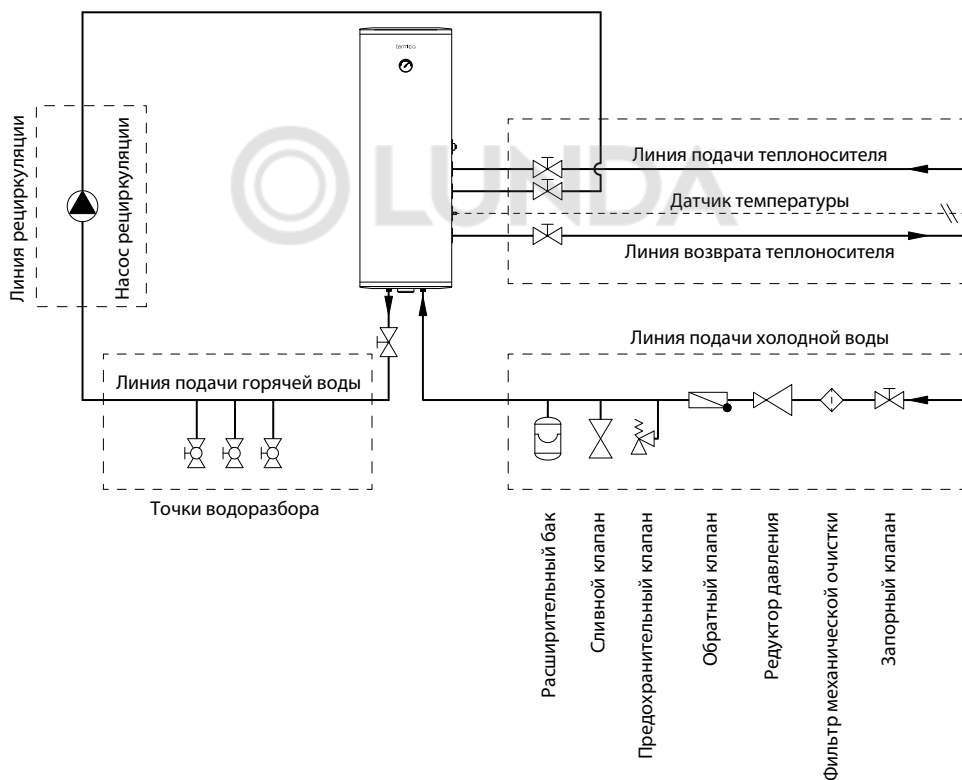 termica
LUNDA
Линия рециркуляции
Насос рециркуляции
Линия подачи теплоносителя
Датчик температуры
Линия возврата теплоносителя
Линия подачи холодной воды
Линия подачи горячей воды
Точки водоразбора
Расширительный бак
Сливной клапан
Предохранительный клапан
Обратный клапан
Редуктор давления
Фильтр механической очистки
Запорный клапан